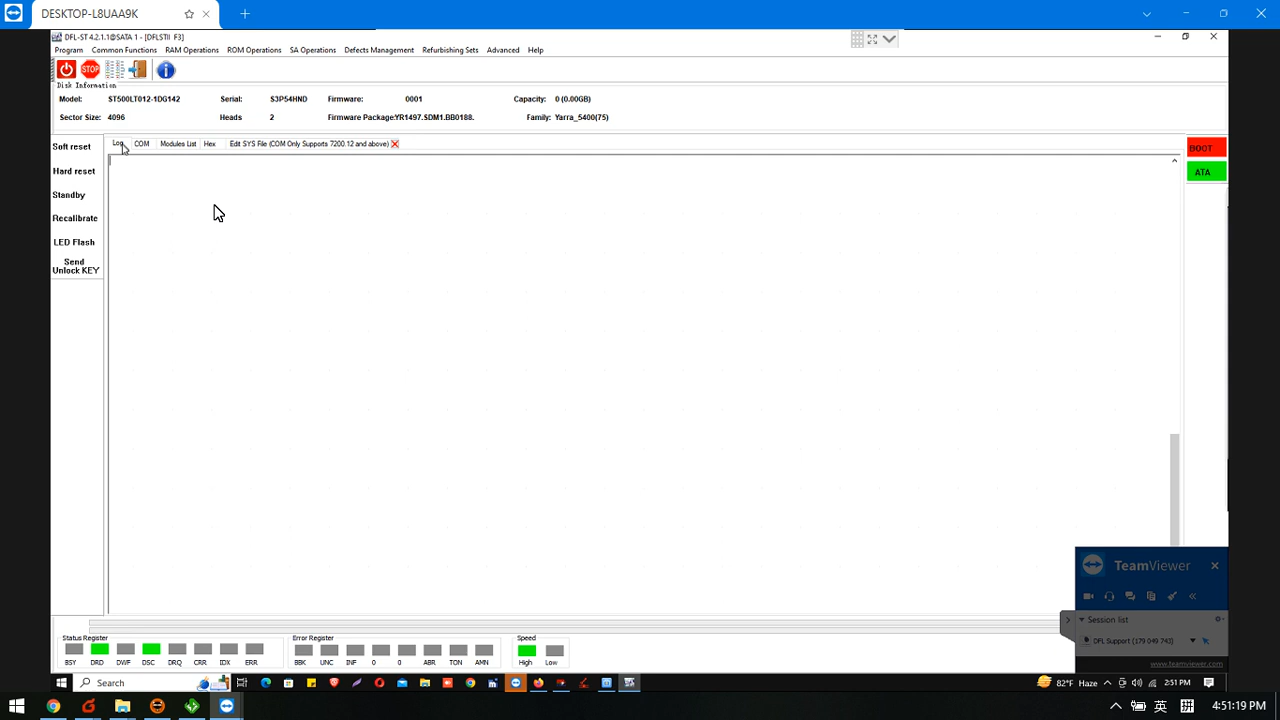 DESKTOP-L8UAA9K
DFL-ST 4.2.1.1@SATA 1 - [DFLSTII F3]
Program Common Functions RAM Operations ROM Operations SA Operations Defects Management Refurbishing Sets Advanced Help
STOP
Disk Information
Model: ST500LT012-1DG142 Serial: S3P54HND Firmware: 0001 Capacity: 0 (0.00GB)
Sector Size: 4096 Heads 2 Firmware Package:YR1497.SDM1.BB0188. Family: Yarra_5400(75)
Log COM Modules List Hex Edit SYS File (COM Only Supports 7200.12 and above)
Soft reset
Hard reset
Standby
Recalibrate
LED Flash
Send
Unlock KEY
BOOT
ATA
TeamViewer
Session list
DFL Support (179 049 743)
www.teamviewer.com
Status Register Error Register Speed
BSY DRD DWF DSC DRQ CRR IDX ERR BBK UNC INF 0 0 ABR TON AMN High Low
Search 82°F Haze 2:51 PM
英 4:51:19 PM